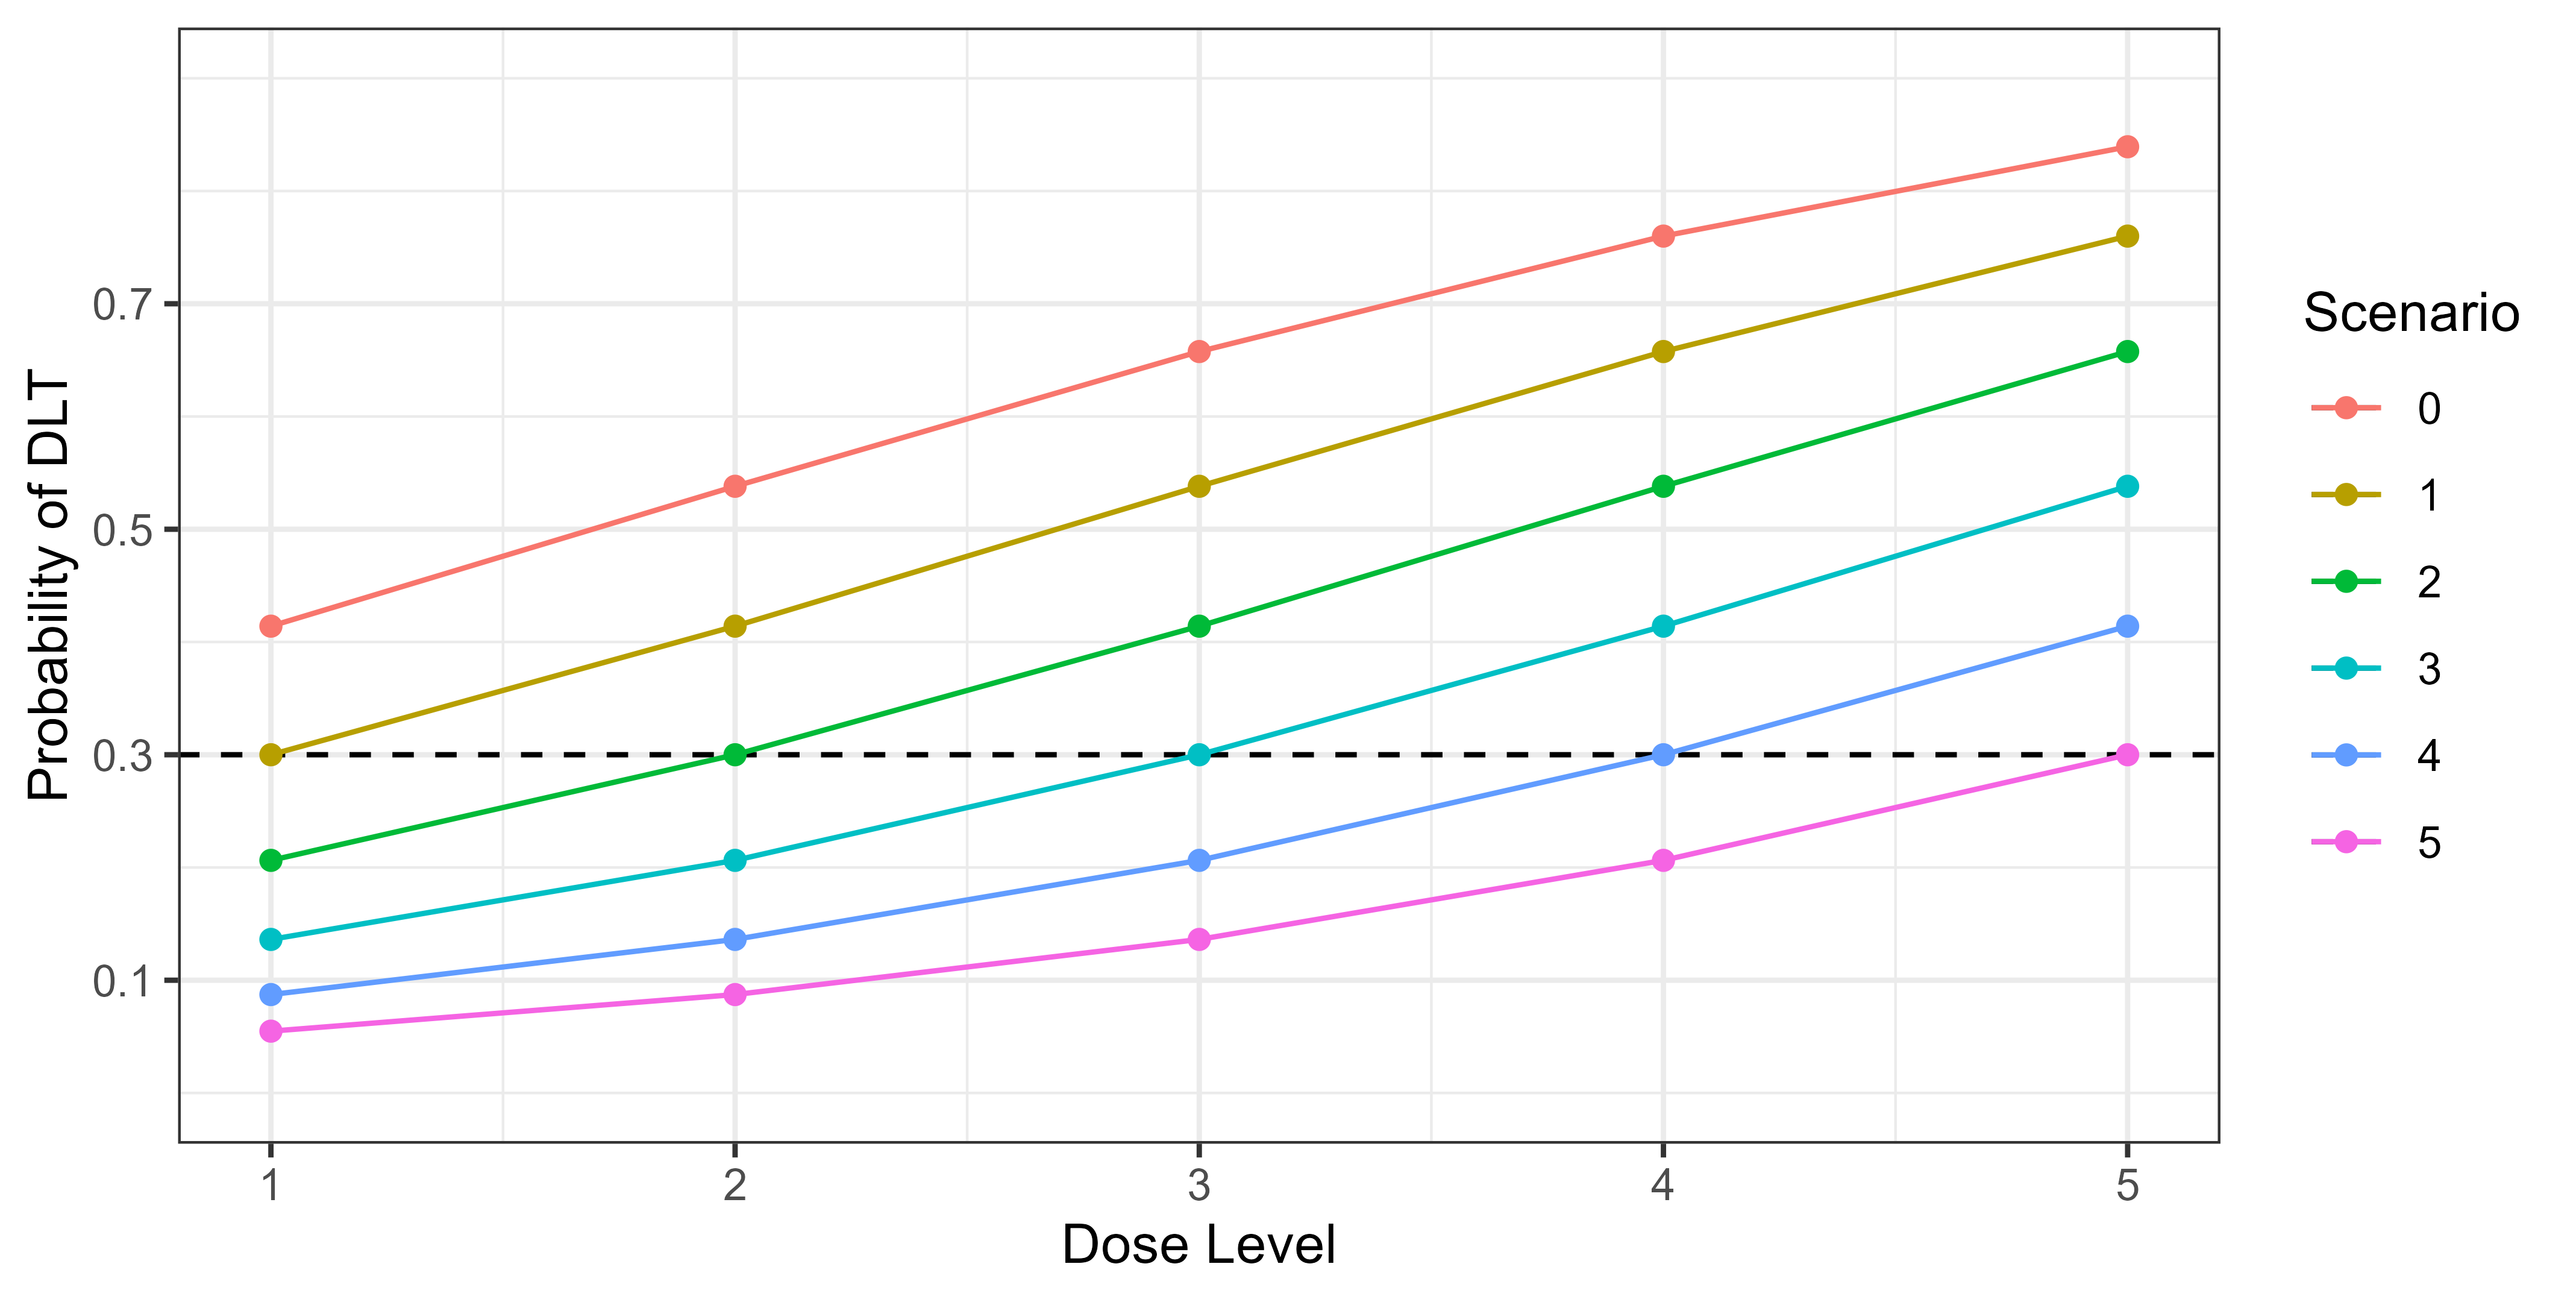 Probability of DLT
0.7
0.5
0.3
0.1
1 2 3 4 5
Dose Level
Scenario
0
1
2
3
4
5